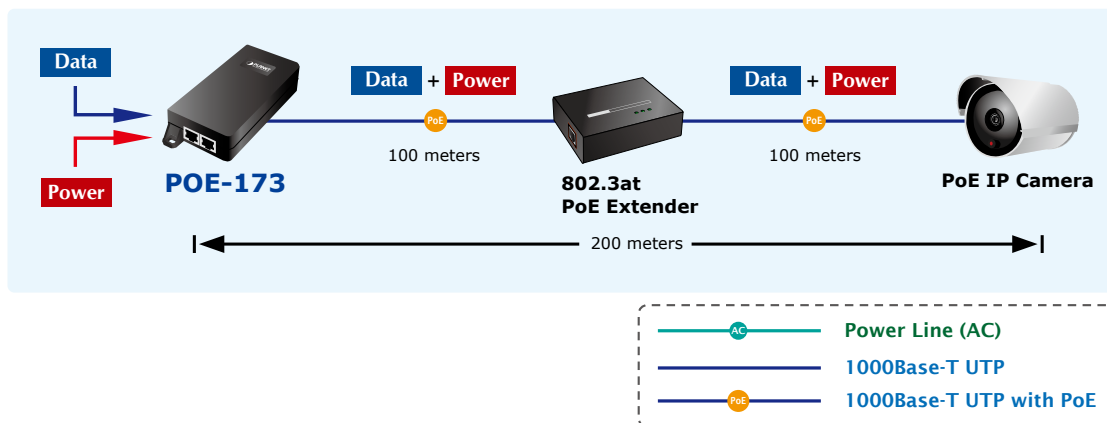 Data
Power
PLANET
POE-173
Data + Power
PoE
100 meters
802.3at
PoE Extender
Data + Power
PoE
100 meters
PoE IP Camera
200 meters
AC
Power Line (AC)
1000Base-T UTP
PoE
1000Base-T UTP with PoE